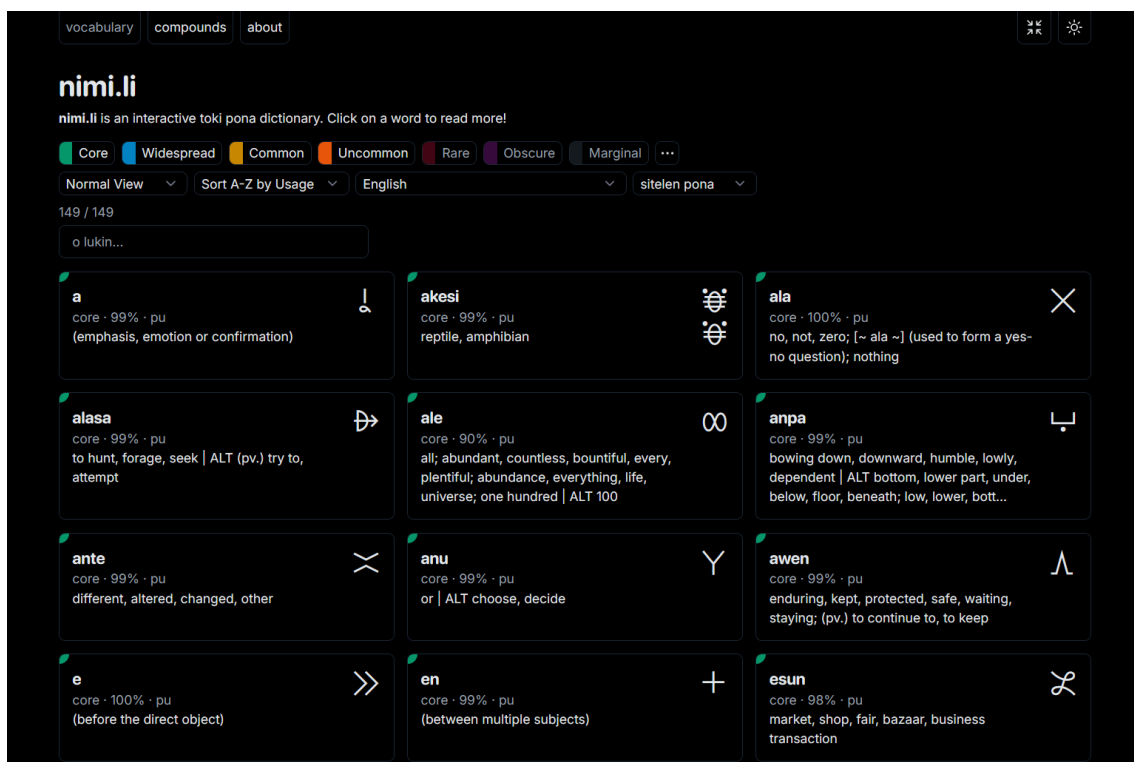 vocabulary compounds about
nimi.li
nimi.li is an interactive toki pona dictionary. Click on a word to read more!
Core Widespread Common Uncommon Rare Obscure Marginal ···
Normal View Sort A-Z by Usage English sitelen pona
149 / 149
o lukin...
a
core · 99% · pu
(emphasis, emotion or confirmation)
akesi
core · 99% · pu
reptile, amphibian
ala
core · 100% · pu
no, not, zero; [~ ala ~] (used to form a yes-
no question); nothing
alasa
core · 99% · pu
to hunt, forage, seek | ALT (pv.) try to,
attempt
ale
core · 90% · pu
all; abundant, countless, bountiful, every,
plentiful; abundance, everything, life,
universe; one hundred | ALT 100
anpa
core · 99% · pu
bowing down, downward, humble, lowly,
dependent | ALT bottom, lower part, under,
below, floor, beneath; low, lower, bott...
ante
core · 99% · pu
different, altered, changed, other
anu
core · 99% · pu
or | ALT choose, decide
awen
core · 99% · pu
enduring, kept, protected, safe, waiting,
staying; (pv.) to continue to, to keep
e
core · 100% · pu
(before the direct object)
en
core · 99% · pu
(between multiple subjects)
esun
core · 98% · pu
market, shop, fair, bazaar, business
transaction